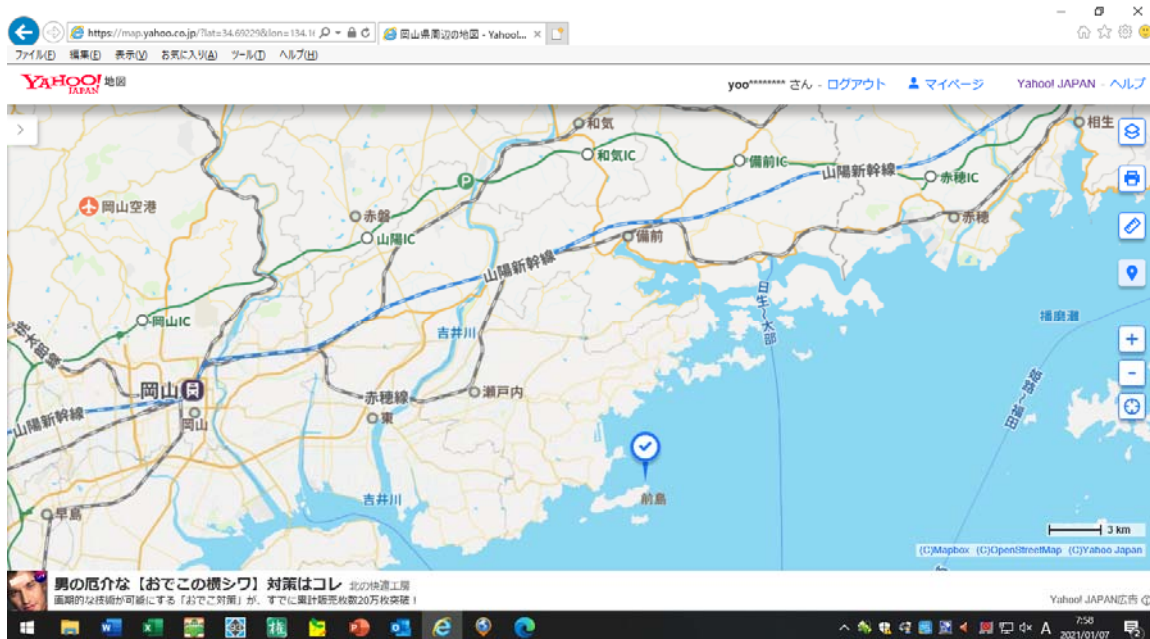 https://map.yahoo.co.jp/?lat=34.69229&lon=134.16
岡山県周辺の地図 - Yahoo!...
ファイル(F) 編集(E) 表示(V) お気に入り(A) ツール(T) ヘルプ(H)
YAHOO! JAPAN 地図
yoo******** さん - ログアウト マイページ Yahoo! JAPAN - ヘルプ
和気
相生
和気IC
備前IC
山陽新幹線
赤穂IC
P
岡山空港
赤磐
赤穂
山陽IC
備前
山陽新幹線
日生~大部
岡山IC
吉井川
播磨灘
桃太郎線
岡山
瀬戸内
姫路~福田
赤穂線
山陽新幹線
岡山
東
吉井川
前島
早島
3 km
(C)Mapbox (C)OpenStreetMap (C)Yahoo Japan
男の厄介な【おでこの横シワ】対策はコレ 北の快適工房
画期的な技術が可能にする「おでこ対策」が、すでに累計販売枚数20万枚突破！
Yahoo! JAPAN広告
A 7:58
2021/01/07